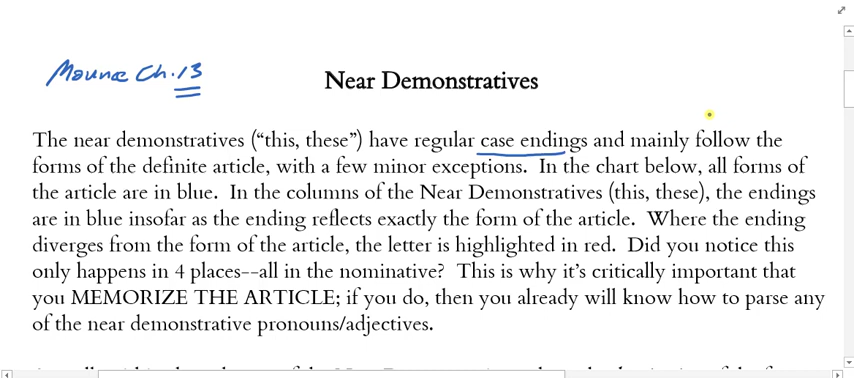 Mounce Ch. 13
Near Demonstratives
The near demonstratives (“this, these”) have regular case endings and mainly follow the
forms of the definite article, with a few minor exceptions. In the chart below, all forms of
the article are in blue. In the columns of the Near Demonstratives (this, these), the endings
are in blue insofar as the ending reflects exactly the form of the article. Where the ending
diverges from the form of the article, the letter is highlighted in red. Did you notice this
only happens in 4 places--all in the nominative? This is why it’s critically important that
you MEMORIZE THE ARTICLE; if you do, then you already will know how to parse any
of the near demonstrative pronouns/adjectives.